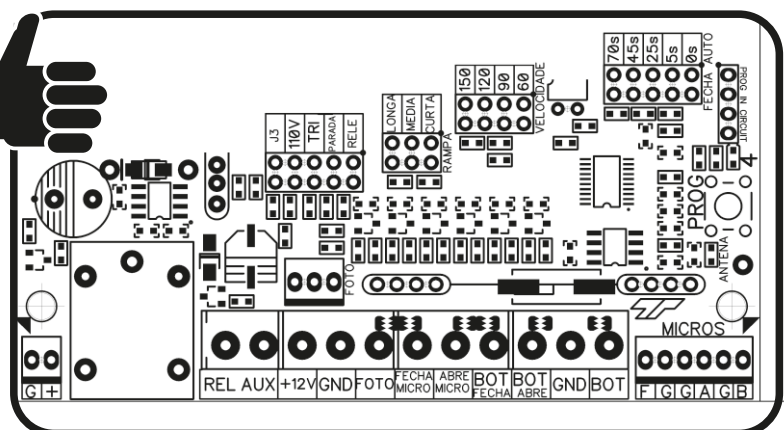 70s
45s
25s
5s
0s
FECHA AUTO
PROG IN CIRCUIT
150
120
90
60
VELOCIDADE
LONGA
MEDIA
CURTA
RAMPA
J3
110V
TRI
PARADA
RELE
4
PROG
ANTENA
FOTO
MICROS
REL AUX
+12V
GND
FOTO
FECHA MICRO
ABRE MICRO
BOT FECHA
BOT ABRE
GND
BOT
G +
F G G A G B